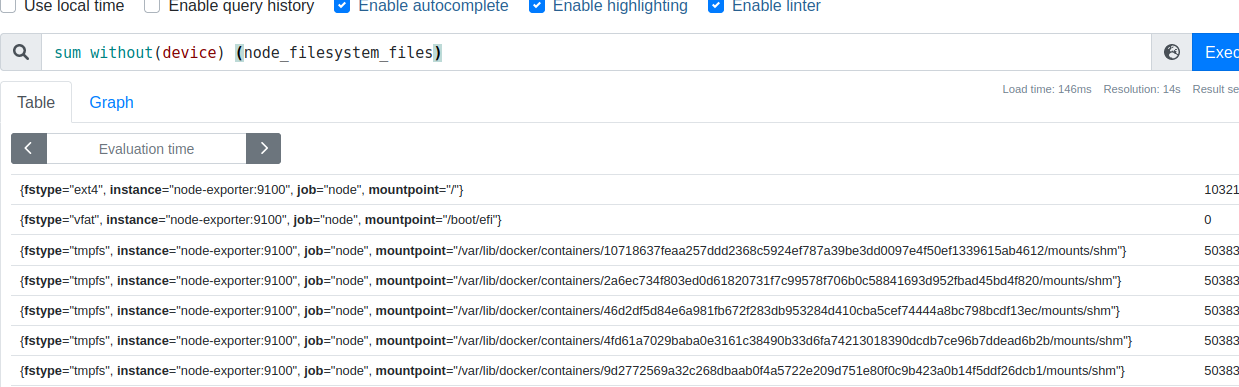 Use local time Enable query history Enable autocomplete Enable highlighting Enable linter
sum without(device) (node_filesystem_files)
Exec
Table Graph
Load time: 146ms Resolution: 14s Result se
Evaluation time
{fstype="ext4", instance="node-exporter:9100", job="node", mountpoint="/"} 10321
{fstype="vfat", instance="node-exporter:9100", job="node", mountpoint="/boot/efi"} 0
{fstype="tmpfs", instance="node-exporter:9100", job="node", mountpoint="/var/lib/docker/containers/10718637feaa257ddd2368c5924ef787a39be3dd0097e4f50ef1339615ab4612/mounts/shm"} 50383
{fstype="tmpfs", instance="node-exporter:9100", job="node", mountpoint="/var/lib/docker/containers/2a6ec734f803ed0d61820731f7c99578f706b0c58841693d952fbad45bd4f820/mounts/shm"} 50383
{fstype="tmpfs", instance="node-exporter:9100", job="node", mountpoint="/var/lib/docker/containers/46d2df5d84e6a981fb672f283db953284d410cba5cef74444a8bc798bcdf13ec/mounts/shm"} 50383
{fstype="tmpfs", instance="node-exporter:9100", job="node", mountpoint="/var/lib/docker/containers/4fd61a7029baba0e3161c38490b33d6fa74213018390dcdb7ce96b7ddead6b2b/mounts/shm"} 50383
{fstype="tmpfs", instance="node-exporter:9100", job="node", mountpoint="/var/lib/docker/containers/9d2772569a32c268dbaab0f4a5722e209d751e80f0c9b423a0b14f5ddf26dcb1/mounts/shm"} 50383